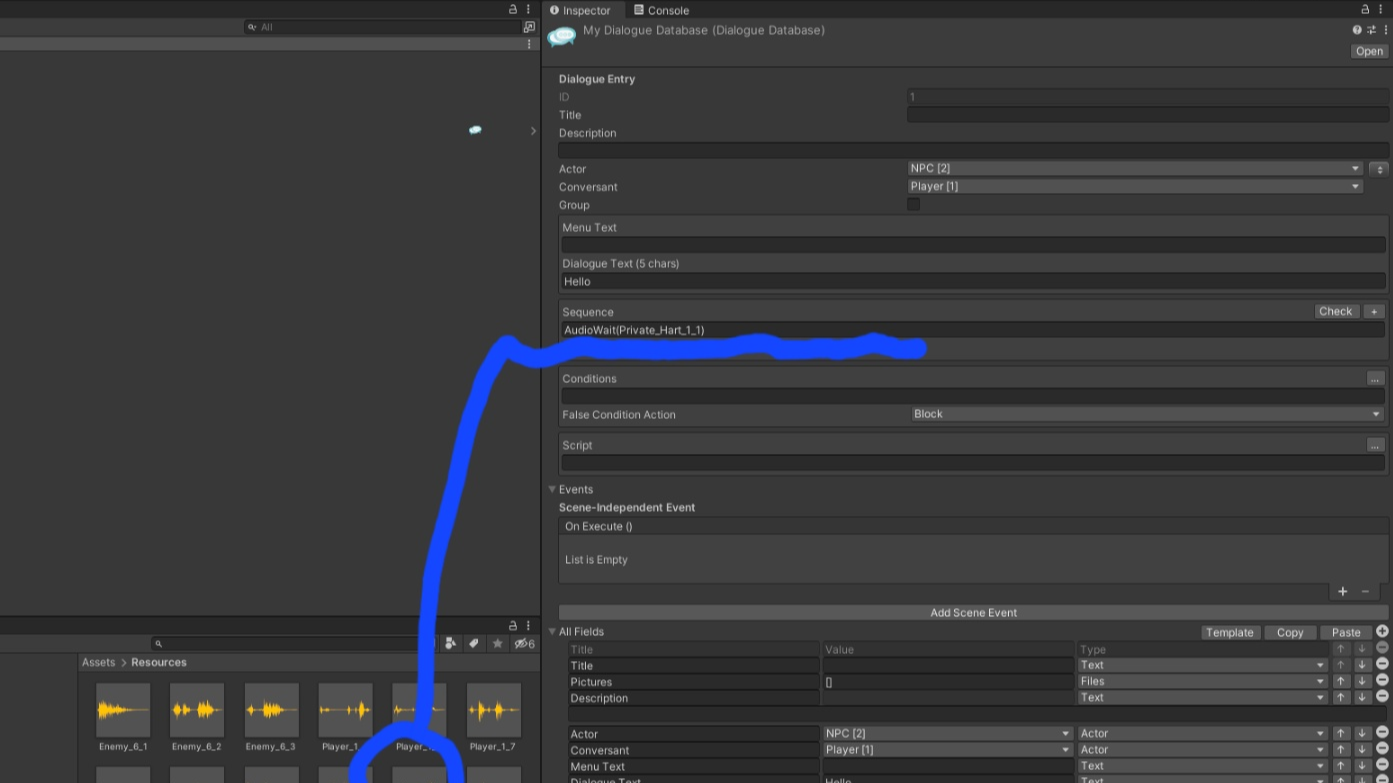 Inspector
Console
All
My Dialogue Database (Dialogue Database)
Open
Dialogue Entry
ID 1
Title
Description
Actor NPC [2]
Conversant Player [1]
Group
Menu Text
Dialogue Text (5 chars)
Hello
Sequence Check +
AudioWait(Private_Hart_1_1)
Conditions ...
False Condition Action Block
Script ...
Events
Scene-Independent Event
On Execute ()
List is Empty
+ −
Add Scene Event
6
Assets > Resources
Enemy_6_1 Enemy_6_2 Enemy_6_3 Player_1 Player_1_7
All Fields Template Copy Paste
Title Value Type
Title Text
Pictures [] Files
Description Text
Actor NPC [2] Actor
Conversant Player [1] Actor
Menu Text Text
Dialogue Text Hello Text